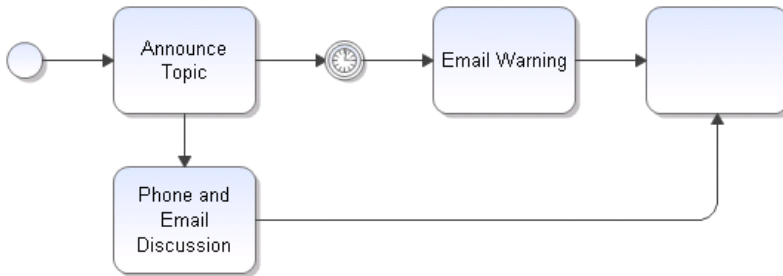 Announce
Topic
Email Warning
Phone and
Email
Discussion